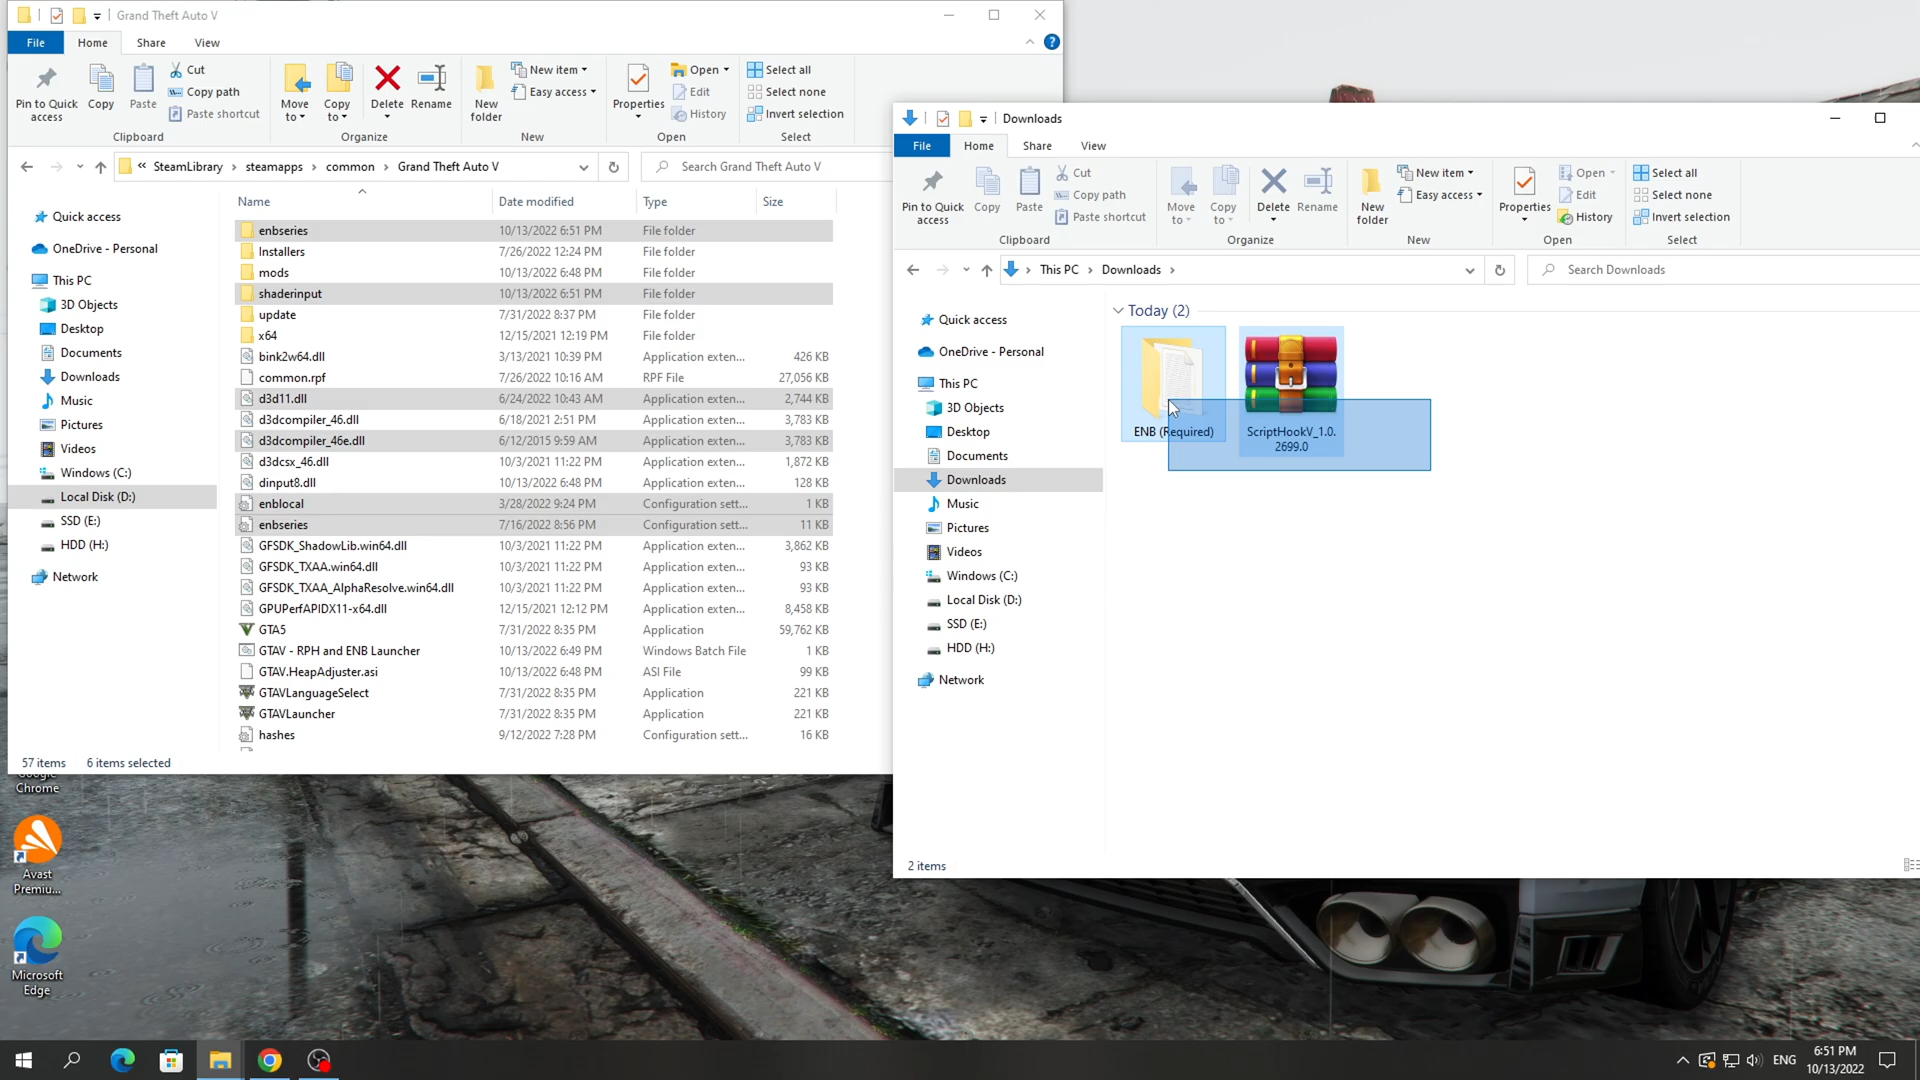 Grand Theft Auto V
File
Home
Share
View
Pin to Quick access
Copy
Paste
Cut
Copy path
Paste shortcut
Clipboard
Move to
Copy to
Delete
Rename
Organize
New folder
New item
Easy access
New
Properties
Open
Edit
History
Open
Select all
Select none
Invert selection
Select
« SteamLibrary > steamapps > common > Grand Theft Auto V
Search Grand Theft Auto V
Quick access
OneDrive - Personal
This PC
3D Objects
Desktop
Documents
Downloads
Music
Pictures
Videos
Windows (C:)
Local Disk (D:)
SSD (E:)
HDD (H:)
Network
Name Date modified Type Size
enbseries 10/13/2022 6:51 PM File folder
Installers 7/26/2022 12:24 PM File folder
mods 10/13/2022 6:48 PM File folder
shaderinput 10/13/2022 6:51 PM File folder
update 7/31/2022 8:37 PM File folder
x64 12/15/2021 12:19 PM File folder
bink2w64.dll 3/13/2021 10:39 PM Application exten... 426 KB
common.rpf 7/26/2022 10:16 AM RPF File 27,056 KB
d3d11.dll 6/24/2022 10:43 AM Application exten... 2,744 KB
d3dcompiler_46.dll 6/18/2021 2:51 PM Application exten... 3,783 KB
d3dcompiler_46e.dll 6/12/2015 9:59 AM Application exten... 3,783 KB
d3dcsx_46.dll 10/3/2021 11:22 PM Application exten... 1,872 KB
dinput8.dll 10/13/2022 6:48 PM Application exten... 128 KB
enblocal 3/28/2022 9:24 PM Configuration sett... 1 KB
enbseries 7/16/2022 8:56 PM Configuration sett... 11 KB
GFSDK_ShadowLib.win64.dll 10/3/2021 11:22 PM Application exten... 3,862 KB
GFSDK_TXAA.win64.dll 10/3/2021 11:22 PM Application exten... 93 KB
GFSDK_TXAA_AlphaResolve.win64.dll 10/3/2021 11:22 PM Application exten... 93 KB
GPUPerfAPIDX11-x64.dll 12/15/2021 12:12 PM Application exten... 8,458 KB
GTA5 7/31/2022 8:35 PM Application 59,762 KB
GTAV - RPH and ENB Launcher 10/13/2022 6:49 PM Windows Batch File 1 KB
GTAV.HeapAdjuster.asi 10/13/2022 6:48 PM ASI File 99 KB
GTAVLanguageSelect 7/31/2022 8:35 PM Application 221 KB
GTAVLauncher 7/31/2022 8:35 PM Application 221 KB
hashes 9/12/2022 7:28 PM Configuration sett... 16 KB
57 items 6 items selected
Downloads
File
Home
Share
View
Pin to Quick access
Copy
Paste
Cut
Copy path
Paste shortcut
Clipboard
Move to
Copy to
Delete
Rename
Organize
New folder
New item
Easy access
New
Properties
Open
Edit
History
Open
Select all
Select none
Invert selection
Select
This PC > Downloads >
Search Downloads
Quick access
OneDrive - Personal
This PC
3D Objects
Desktop
Documents
Downloads
Music
Pictures
Videos
Windows (C:)
Local Disk (D:)
SSD (E:)
HDD (H:)
Network
Today (2)
ENB (Required)
ScriptHookV_1.0.
2699.0
2 items
Google
Chrome
Avast
Premiu...
Microsoft
Edge
ENG
6:51 PM
10/13/2022